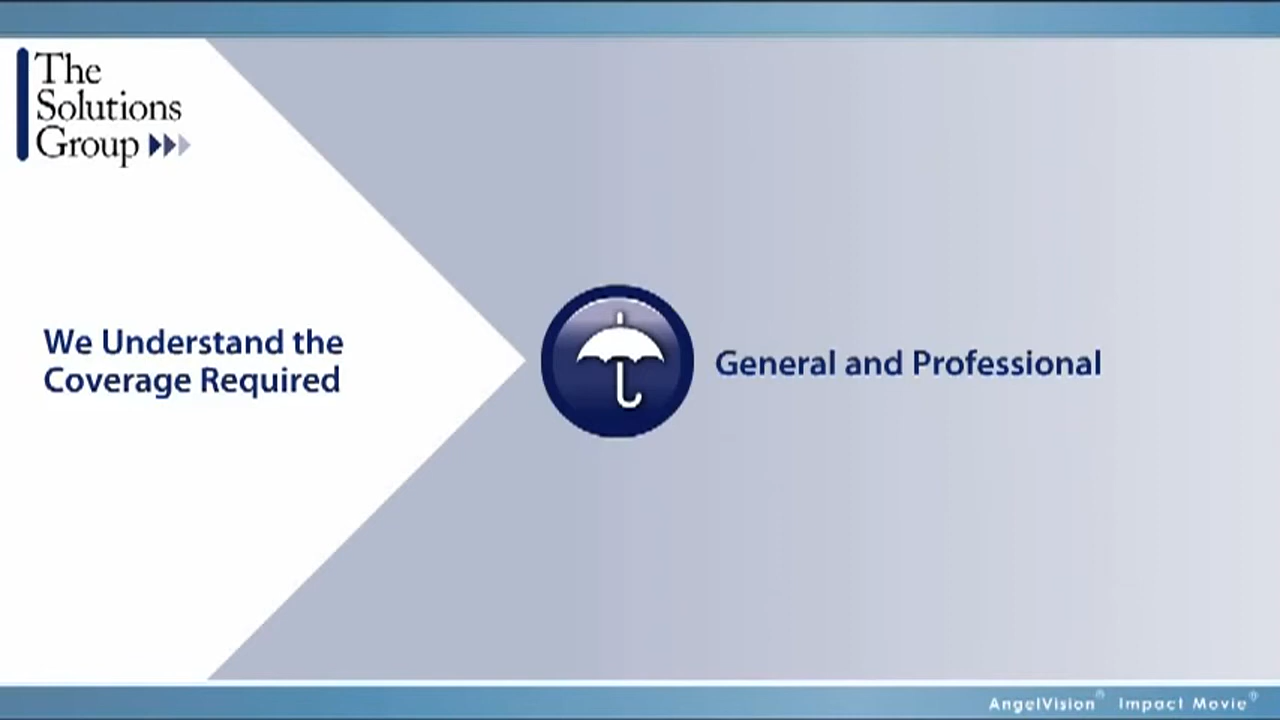 The
Solutions
Group
We Understand the
Coverage Required
General and Professional
AngelVision® Impact Movie®